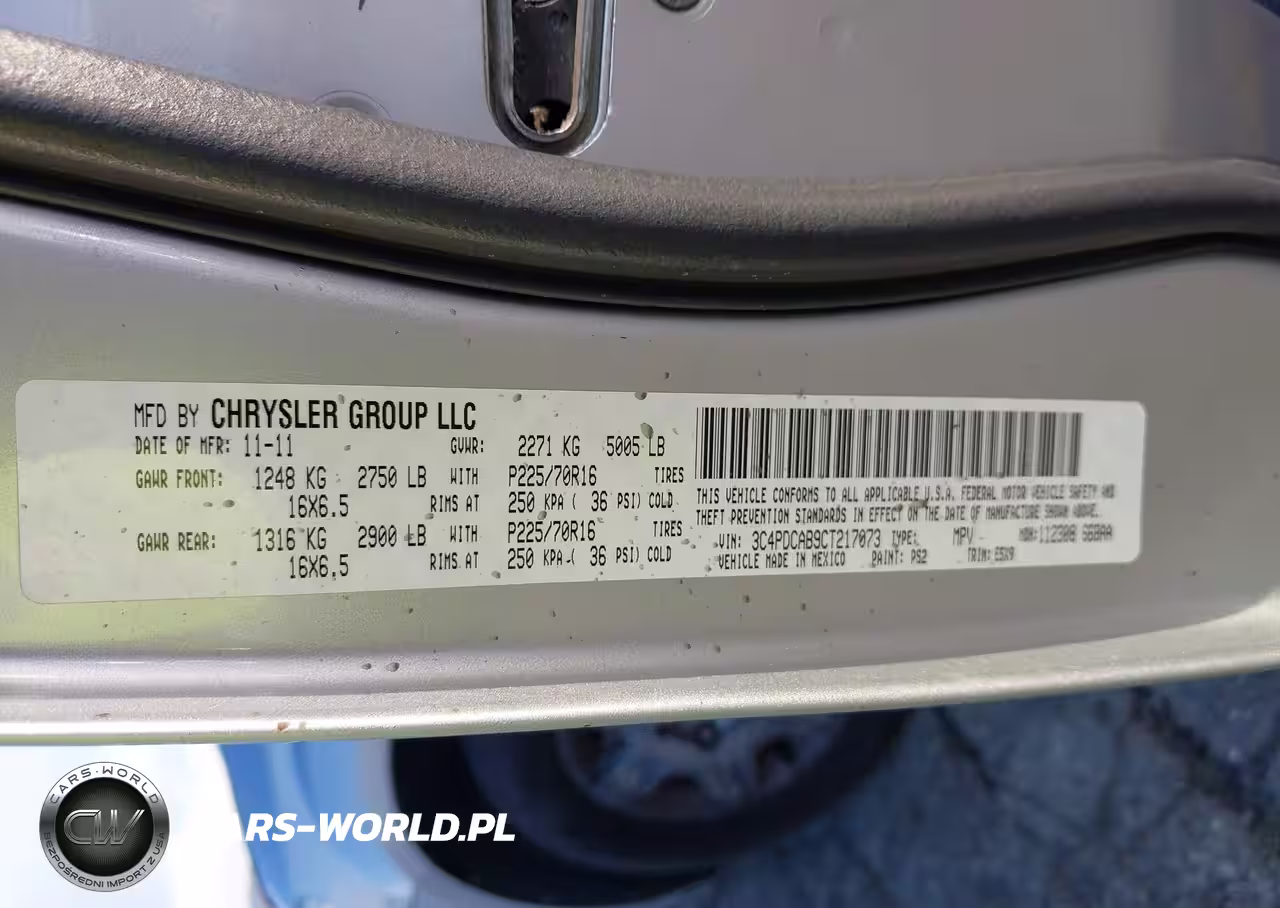 MFD BY CHRYSLER GROUP LLC
DATE OF MFR: 11-11 GVWR: 2271 KG 5005 LB
GAWR FRONT: 1248 KG 2750 LB WITH P225/70R16 TIRES
16X6.5 RIMS AT 250 KPA ( 36 PSI) COLD
GAWR REAR: 1316 KG 2900 LB WITH P225/70R16 TIRES
16X6.5 RIMS AT 250 KPA ( 36 PSI) COLD
THIS VEHICLE CONFORMS TO ALL APPLICABLE U.S.A. FEDERAL MOTOR VEHICLE SAFETY AND
THEFT PREVENTION STANDARDS IN EFFECT ON THE DATE OF MANUFACTURE SHOWN ABOVE.
VIN: 3C4PDCAB9CT217073 TYPE: MPV
VEHICLE MADE IN MEXICO PAINT: PS2 TRIM:
CARS-WORLD
CW
BEZPOŚREDNI IMPORT Z USA
CARS-WORLD.PL